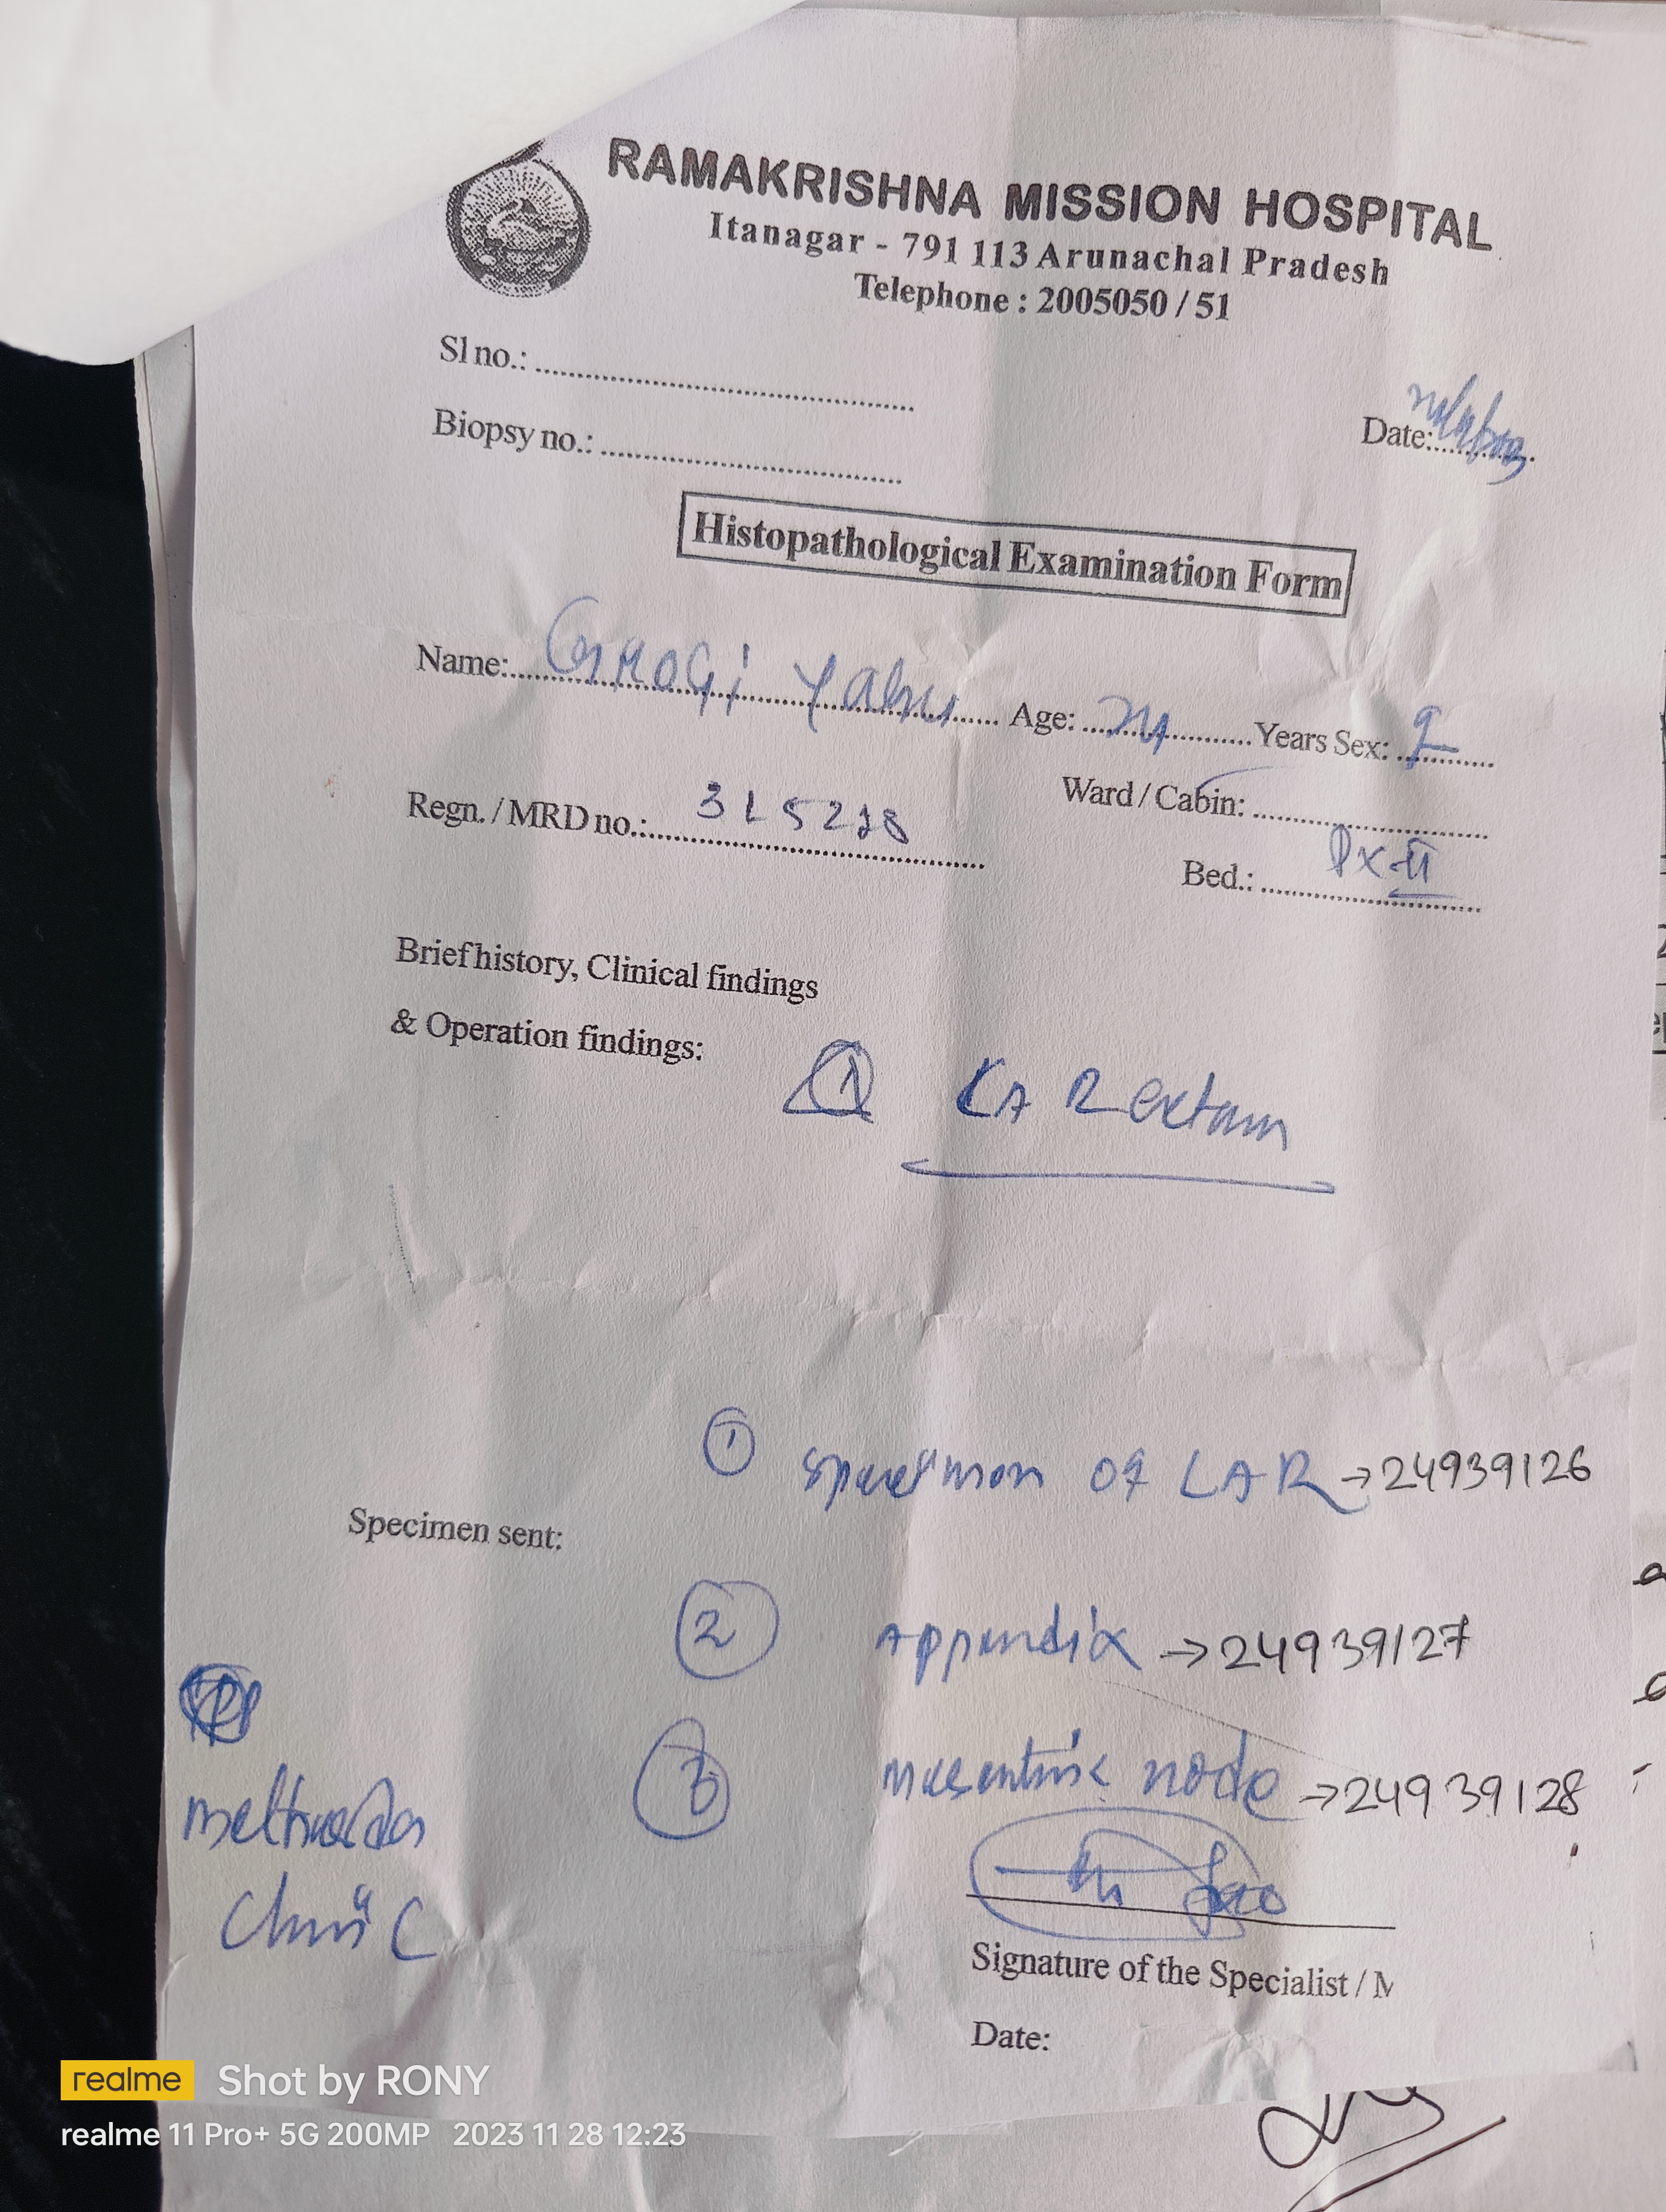 RAMAKRISHNA MISSION HOSPITAL
Itanagar - 791 113 Arunachal Pradesh
Telephone : 2005050 / 51
Sl no.:
Biopsy no.:
Date:
Histopathological Examination Form
Name: Age: Years Sex: ♀
Regn. / MRD no.:
Ward / Cabin:
Bed.:
Brief history, Clinical findings
& Operation findings:
CA Rectum
① Specimen of LAR → 24939126
Specimen sent:
② Appendix → 24939127
③ node → 24939128
Signature of the Specialist / M
Date:
realme Shot by RONY
realme 11 Pro+ 5G 200MP 2023 11 28 12:23